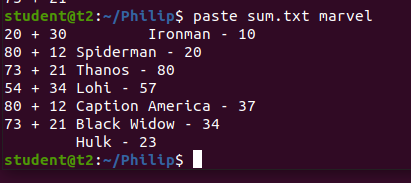 73 + 21
student@t2:~/Philip$ paste sum.txt marvel
20 + 30         Ironman - 10
80 + 12 Spiderman - 20
73 + 21 Thanos - 80
54 + 34 Lohi - 57
80 + 12 Caption America - 37
73 + 21 Black Widow - 34
        Hulk - 23
student@t2:~/Philip$